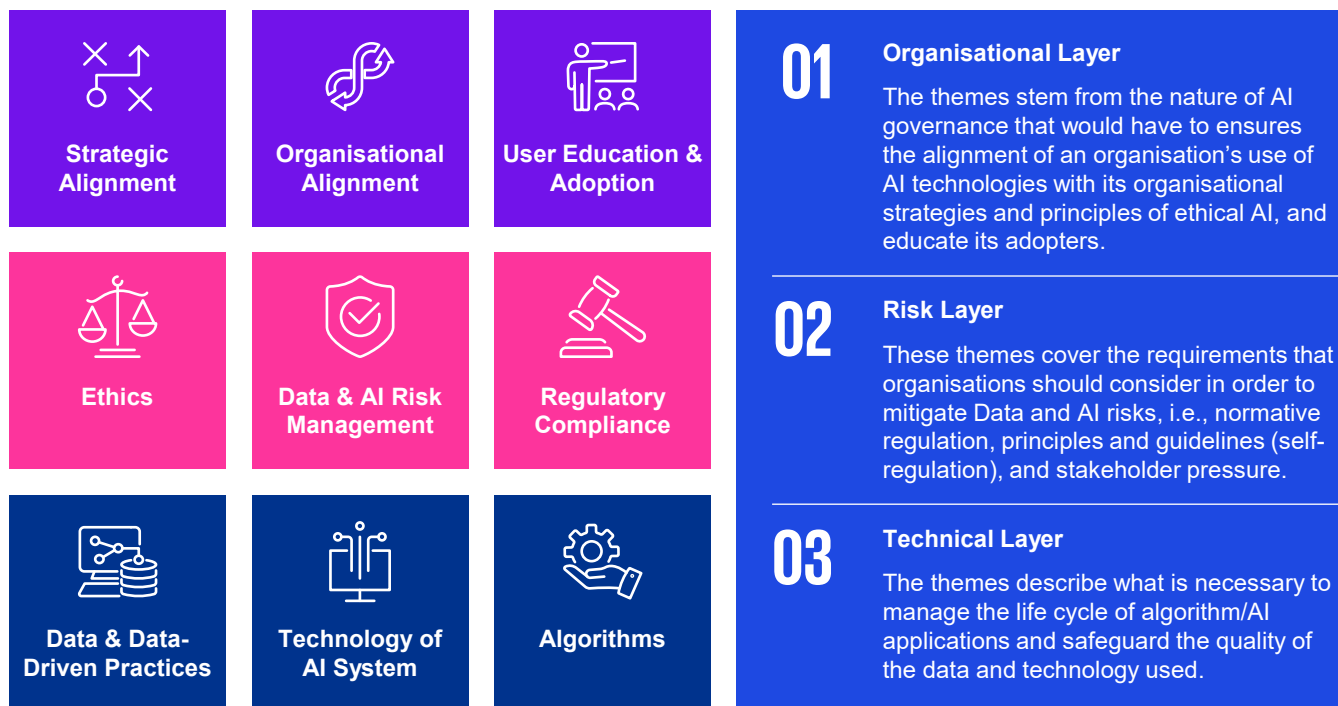 Strategic
Alignment
Organisational
Alignment
User Education &
Adoption
Ethics
Data & AI Risk
Management
Regulatory
Compliance
Data & Data-
Driven Practices
Technology of
AI System
Algorithms
01
Organisational Layer
The themes stem from the nature of AI
governance that would have to ensures
the alignment of an organisation’s use of
AI technologies with its organisational
strategies and principles of ethical AI, and
educate its adopters.
02
Risk Layer
These themes cover the requirements that
organisations should consider in order to
mitigate Data and AI risks, i.e., normative
regulation, principles and guidelines (self-
regulation), and stakeholder pressure.
03
Technical Layer
The themes describe what is necessary to
manage the life cycle of algorithm/AI
applications and safeguard the quality of
the data and technology used.